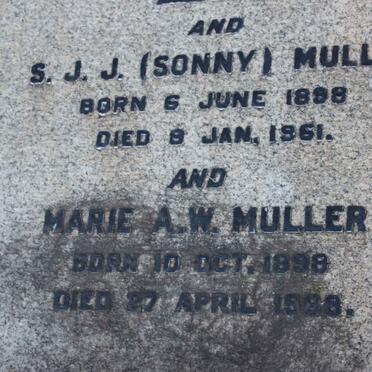 AND
S. J. J. (SONNY) MULL
BORN 6 JUNE 1898
DIED 9 JAN, 1961.
AND
MARIE A.W. MULLER
BORN 10 OCT. 1898
DIED 27 APRIL 1988.